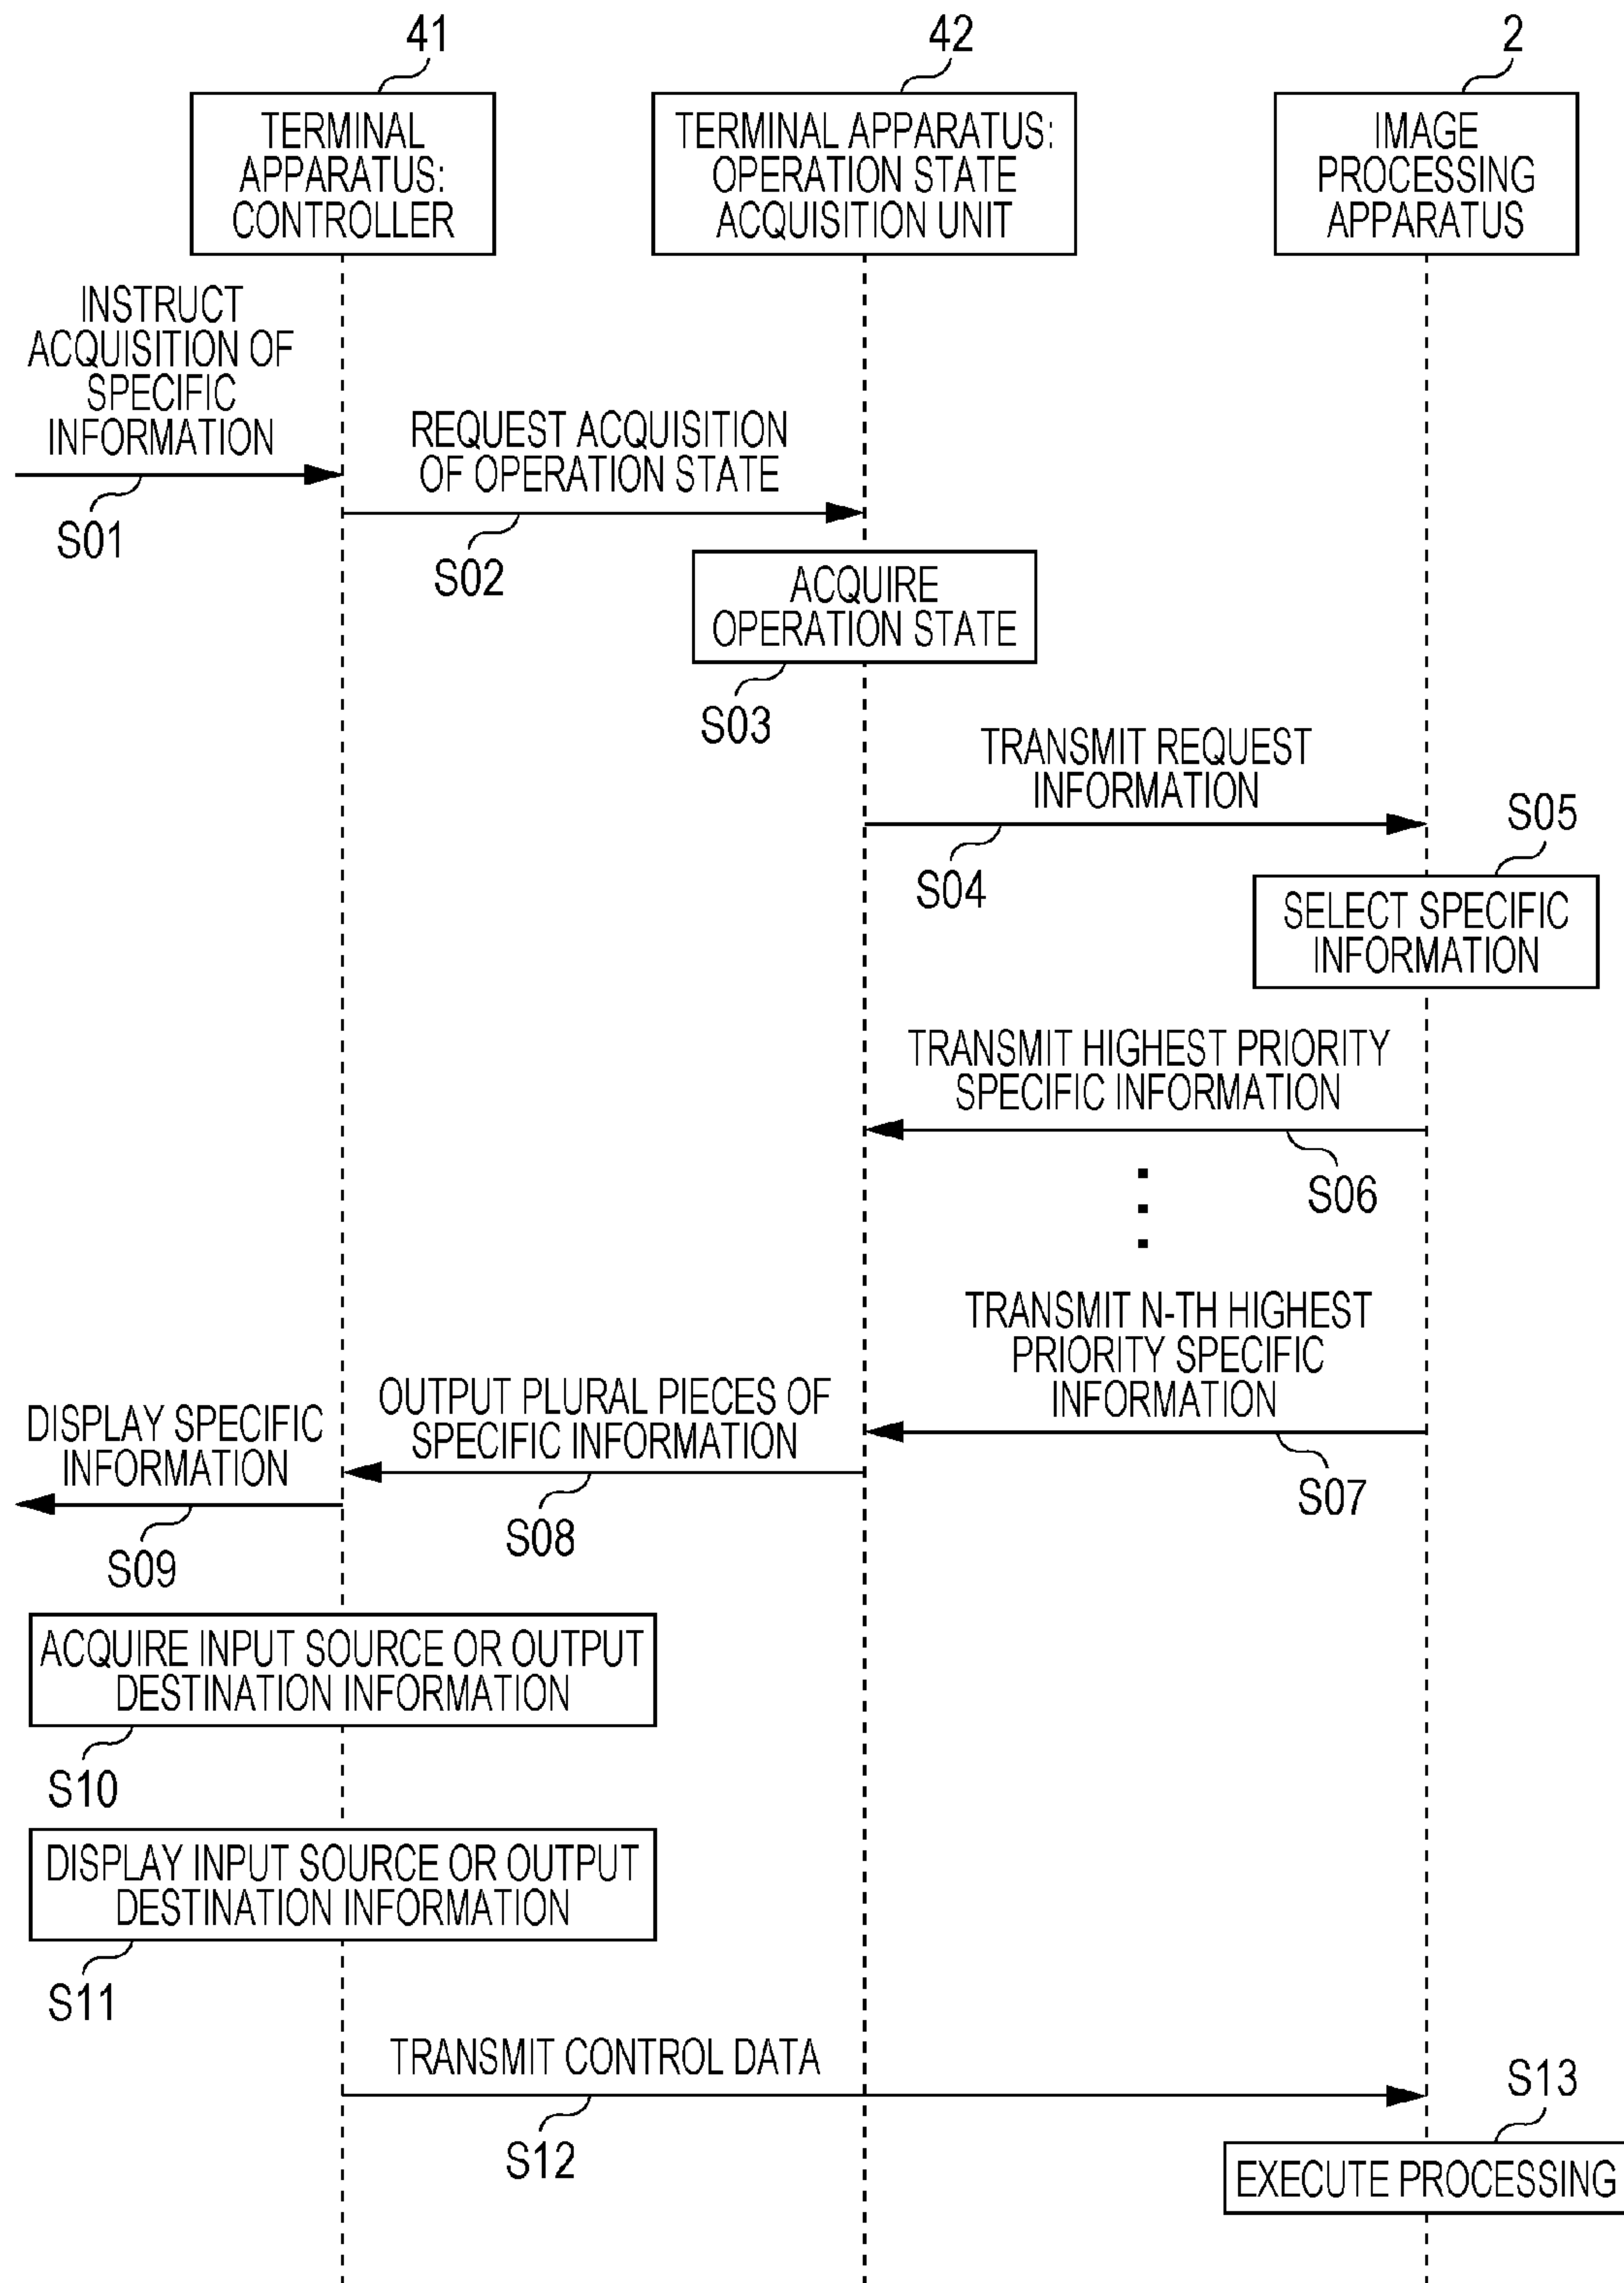 41
42
2
TERMINAL
APPARATUS:
CONTROLLER
TERMINAL APPARATUS:
OPERATION STATE
ACQUISITION UNIT
IMAGE
PROCESSING
APPARATUS
INSTRUCT
ACQUISITION OF
SPECIFIC
INFORMATION
S01
REQUEST ACQUISITION
OF OPERATION STATE
S02
ACQUIRE
OPERATION STATE
S03
TRANSMIT REQUEST
INFORMATION
S04
S05
SELECT SPECIFIC
INFORMATION
TRANSMIT HIGHEST PRIORITY
SPECIFIC INFORMATION
S06
TRANSMIT N-TH HIGHEST
PRIORITY SPECIFIC
INFORMATION
S07
OUTPUT PLURAL PIECES OF
SPECIFIC INFORMATION
S08
DISPLAY SPECIFIC
INFORMATION
S09
ACQUIRE INPUT SOURCE OR OUTPUT
DESTINATION INFORMATION
S10
DISPLAY INPUT SOURCE OR OUTPUT
DESTINATION INFORMATION
S11
TRANSMIT CONTROL DATA
S12
S13
EXECUTE PROCESSING